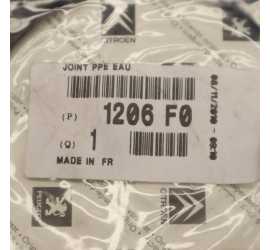 CITROEN
JOINT PPE EAU
(P) 1206 F0
(Q) 1
MADE IN FR
PEUGEOT
CITROEN